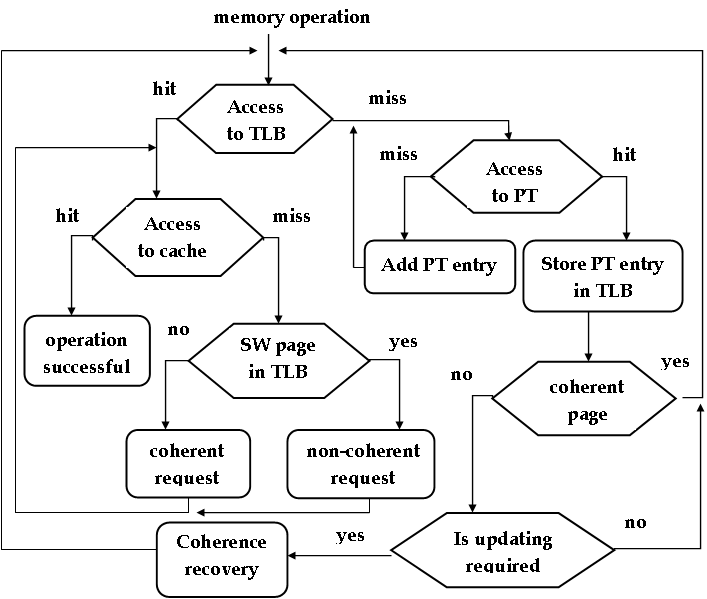 memory operation
hit
Access
to TLB
miss
miss
Access
to PT
hit
hit
Access
to cache
miss
Add PT entry
Store PT entry
in TLB
operation
successful
no
SW page
in TLB
yes
no
coherent
page
yes
coherent
request
non-coherent
request
Coherence
recovery
yes
Is updating
required
no